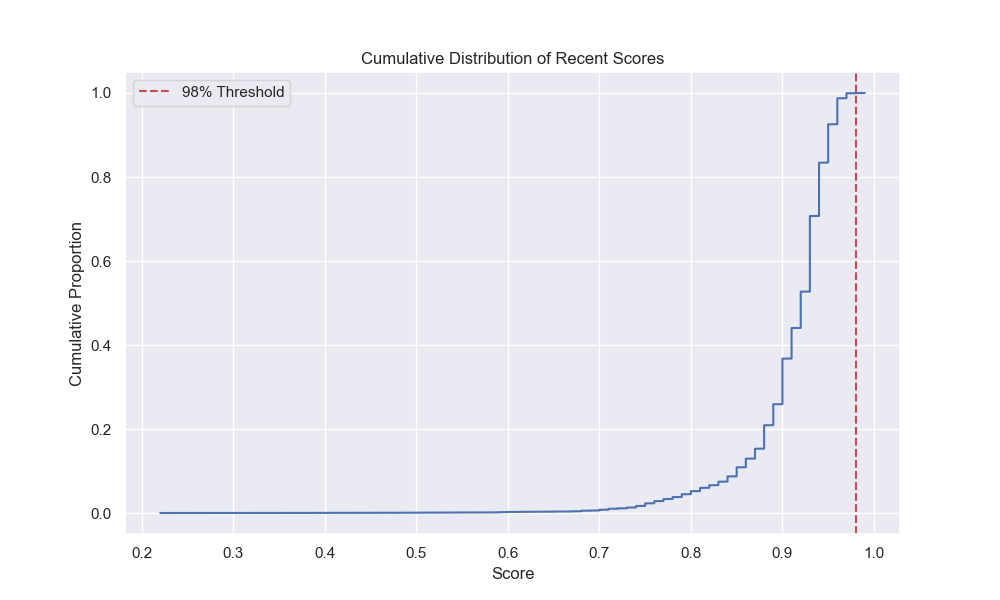 Cumulative Distribution of Recent Scores
98% Threshold
1.0
0.8
0.6
0.4
0.2
0.0
Cumulative Proportion
0.2 0.3 0.4 0.5 0.6 0.7 0.8 0.9 1.0
Score